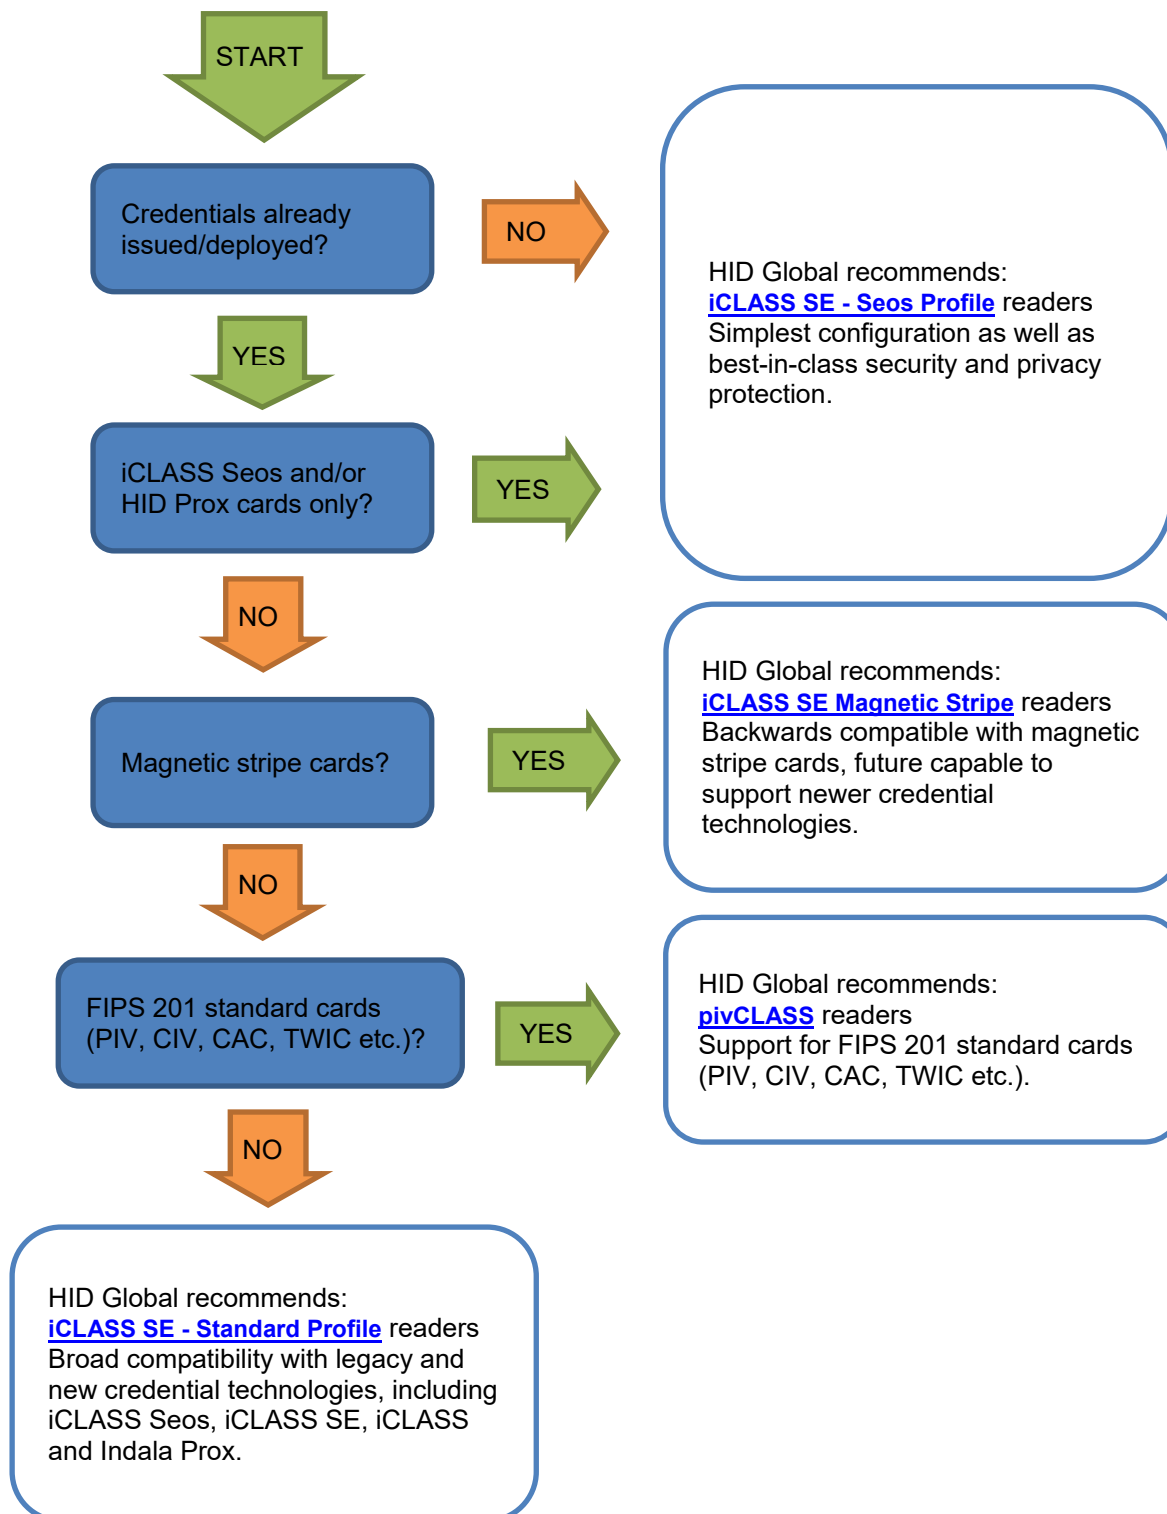 START
Credentials already
issued/deployed?
NO
HID Global recommends:
iCLASS SE - Seos Profile readers
Simplest configuration as well as
best-in-class security and privacy
protection.
YES
iCLASS Seos and/or
HID Prox cards only?
YES
NO
HID Global recommends:
iCLASS SE Magnetic Stripe readers
Backwards compatible with magnetic
stripe cards, future capable to
support newer credential
technologies.
Magnetic stripe cards?
YES
NO
FIPS 201 standard cards
(PIV, CIV, CAC, TWIC etc.)?
YES
HID Global recommends:
pivCLASS readers
Support for FIPS 201 standard cards
(PIV, CIV, CAC, TWIC etc.).
NO
HID Global recommends:
iCLASS SE - Standard Profile readers
Broad compatibility with legacy and
new credential technologies, including
iCLASS Seos, iCLASS SE, iCLASS
and Indala Prox.